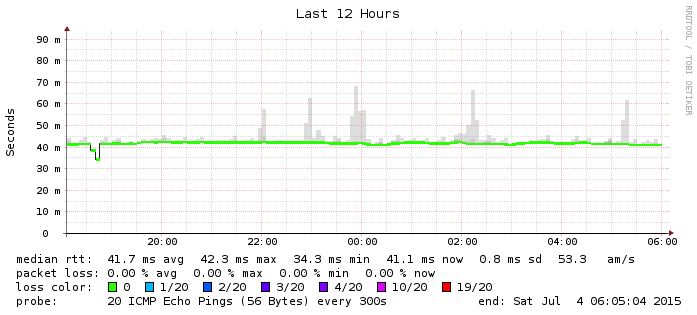 Last 12 Hours
RRDTOOL / TOBI OETIKER
Seconds
90 m
80 m
70 m
60 m
50 m
40 m
30 m
20 m
10 m
0
20:00 22:00 00:00 02:00 04:00 06:00
median rtt: 41.7 ms avg 42.3 ms max 34.3 ms min 41.1 ms now 0.8 ms sd 53.3 am/s
packet loss: 0.00 % avg 0.00 % max 0.00 % min 0.00 % now
loss color: 0 1/20 2/20 3/20 4/20 10/20 19/20
probe: 20 ICMP Echo Pings (56 Bytes) every 300s end: Sat Jul 4 06:05:04 2015